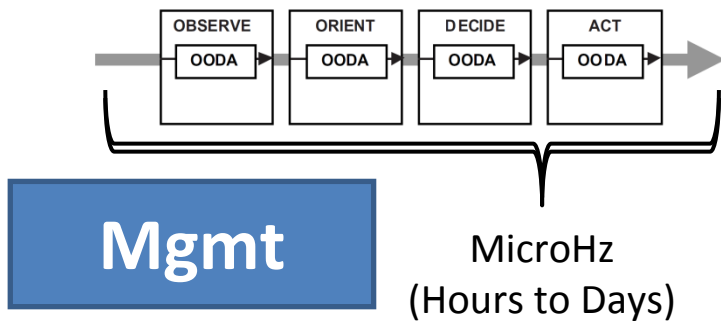 OBSERVE ORIENT DECIDE ACT
OODA OODA OODA OODA
Mgmt
MicroHz
(Hours to Days)